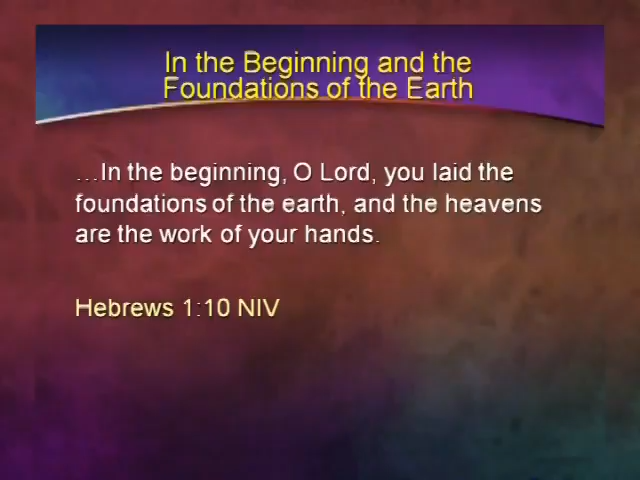 In the Beginning and the
Foundations of the Earth
…In the beginning, O Lord, you laid the
foundations of the earth, and the heavens
are the work of your hands.
Hebrews 1:10 NIV